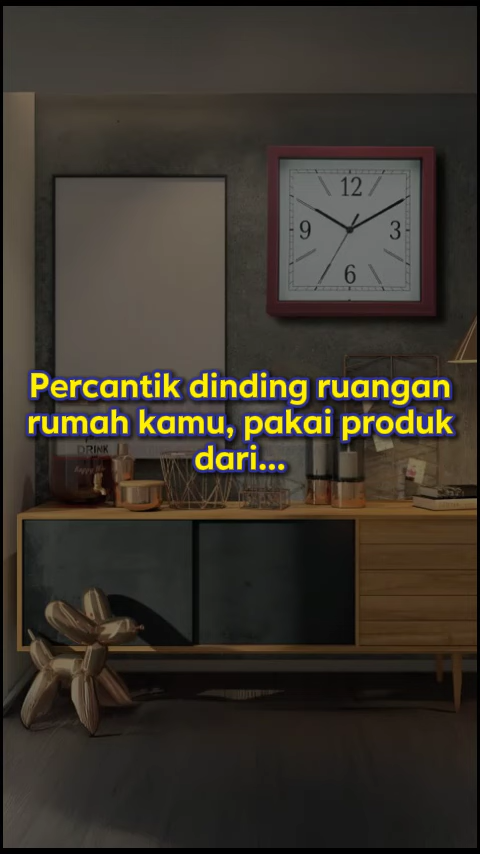 12
9 3
6
Percantik dinding ruangan
rumah kamu, pakai produk
dari...
DRINK